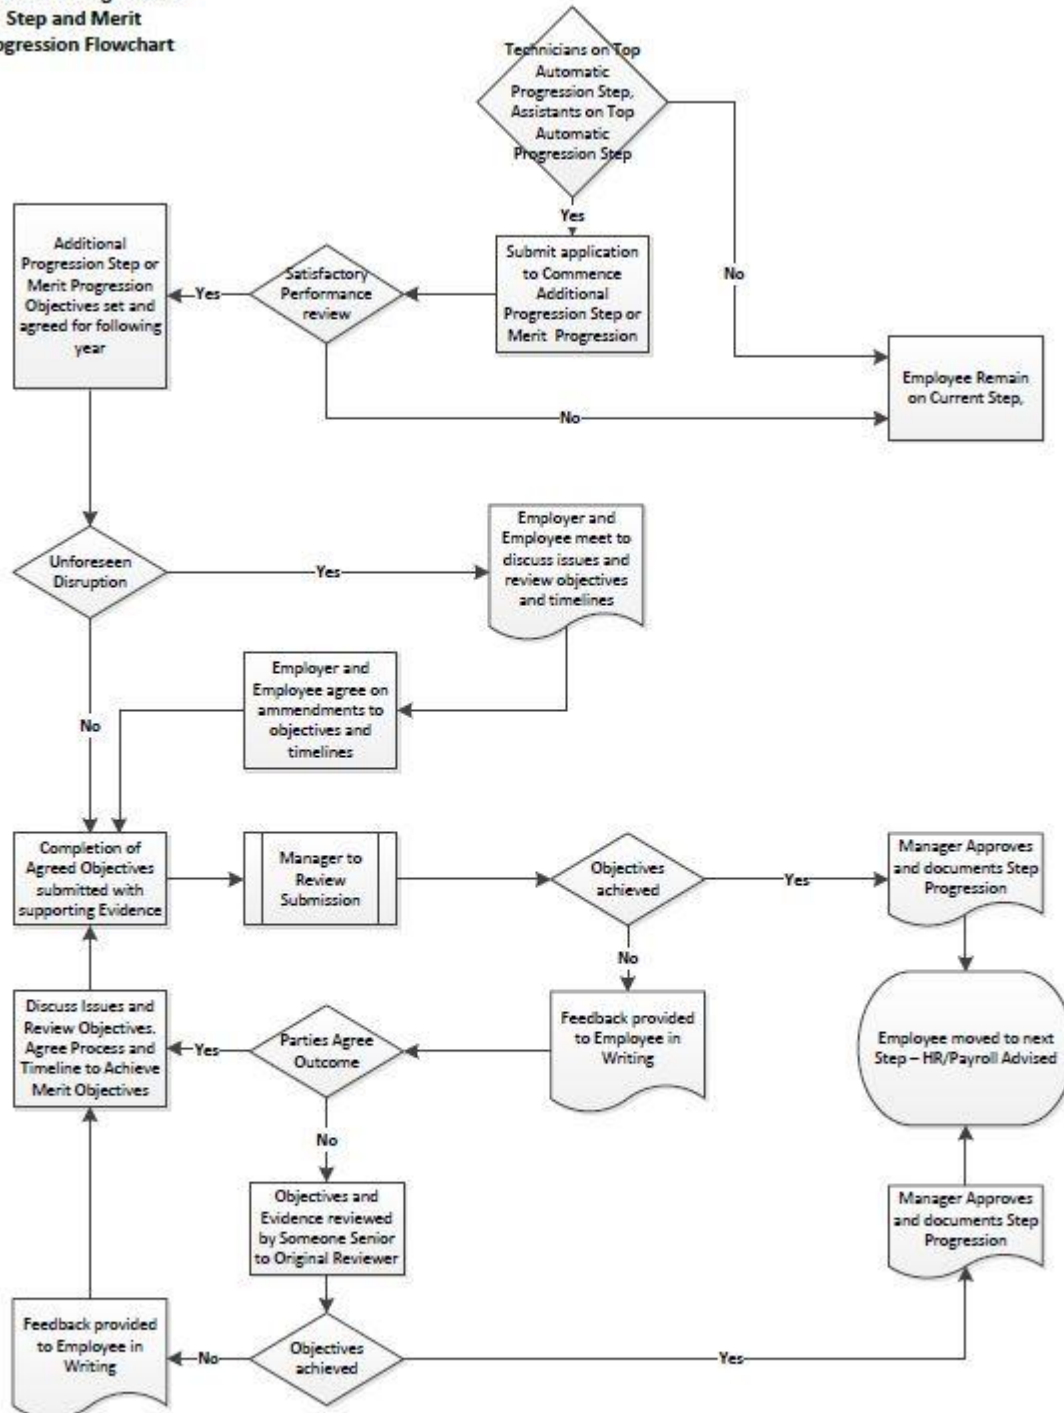 Step and Merit
Progression Flowchart
Technicians on Top
Automatic
Progression Step,
Assistants on Top
Automatic
Progression Step
Yes
No
Submit application
to Commence
Additional
Progression Step or
Merit Progression
Satisfactory
Performance
review
Yes
No
Additional
Progression Step or
Merit Progression
Objectives set and
agreed for following
year
Employee Remain
on Current Step,
Unforeseen
Disruption
Yes
No
Employer and
Employee meet to
discuss issues and
review objectives
and timelines
Employer and
Employee agree on
ammendments to
objectives and
timelines
Completion of
Agreed Objectives
submitted with
supporting Evidence
Manager to
Review
Submission
Objectives
achieved
Yes
No
Manager Approves
and documents Step
Progression
Feedback provided
to Employee in
Writing
Parties Agree
Outcome
Yes
No
Discuss Issues and
Review Objectives.
Agree Process and
Timeline to Achieve
Merit Objectives
Employee moved to next
Step – HR/Payroll Advised
Objectives and
Evidence reviewed
by Someone Senior
to Original Reviewer
Manager Approves
and documents Step
Progression
Objectives
achieved
No
Yes
Feedback provided
to Employee in
Writing